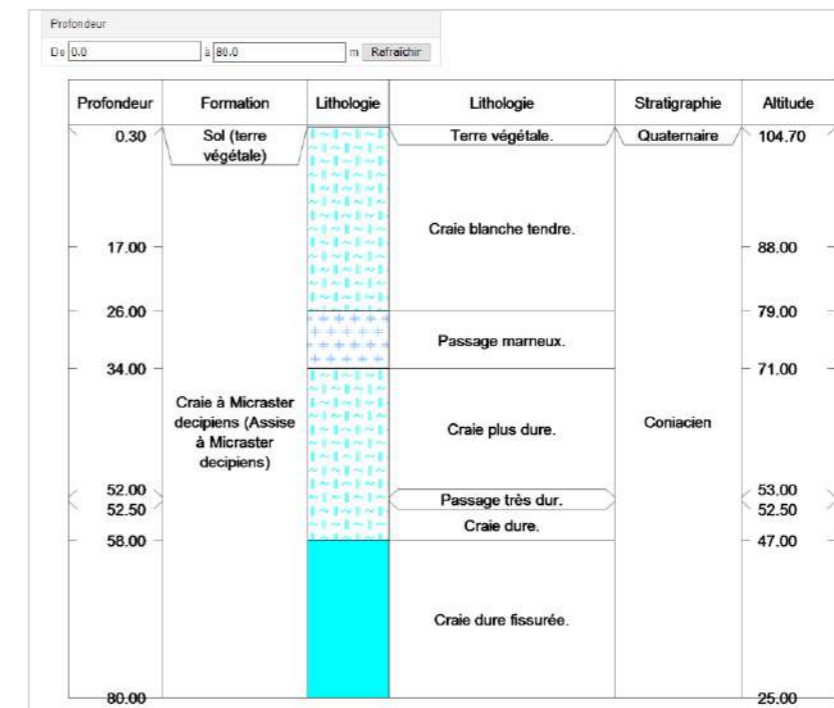 Profondeur
De 0.0 à 80.0 m Rafraîchir
Profondeur Formation Lithologie Lithologie Stratigraphie Altitude
0.30 Sol (terre végétale) Terre végétale. Quaternaire 104.70
Craie blanche tendre.
17.00 88.00
26.00 79.00
Passage marneux.
34.00 71.00
Craie à Micraster
decipiens (Assise
à Micraster
decipiens)
Craie plus dure. Coniacien
52.00 53.00
Passage très dur.
52.50 52.50
Craie dure.
58.00 47.00
Craie dure fissurée.
80.00 25.00